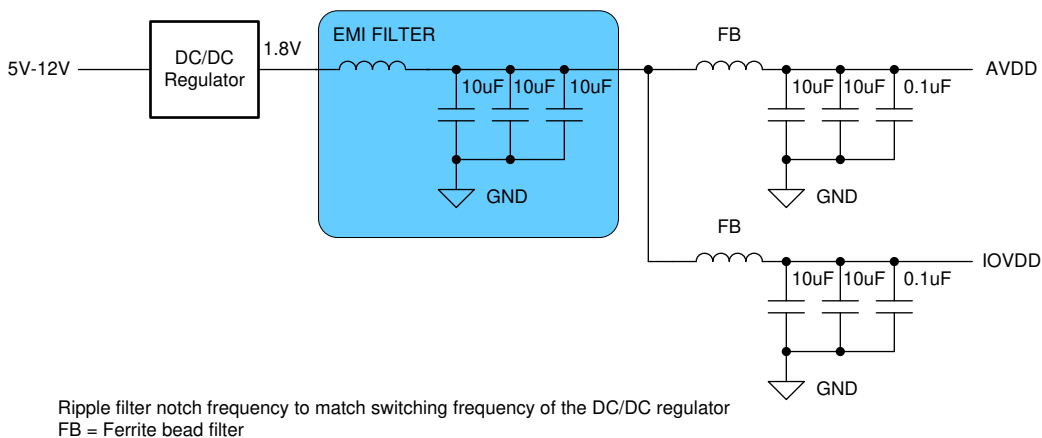 EMI FILTER
FB
5V-12V
DC/DC
Regulator
1.8V
10uF
10uF
10uF
GND
10uF
10uF
0.1uF
AVDD
GND
FB
10uF
10uF
0.1uF
IOVDD
GND
Ripple filter notch frequency to match switching frequency of the DC/DC regulator
FB = Ferrite bead filter